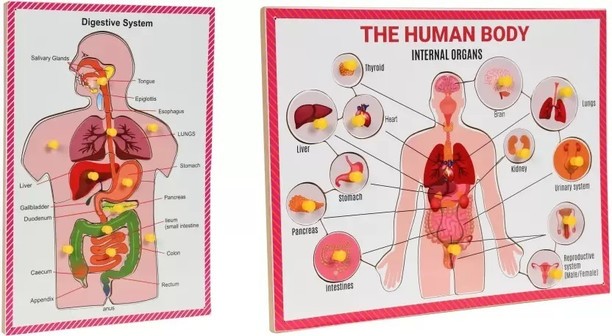 Digestive System
Salivary Glands
Tongue
Epiglottis
Esophagus
LUNGS
Stomach
Liver
Pancreas
Gallbladder
Duodenum
Ileum
(small intestine
Colon
Caecum
Rectum
Appendix
anus
THE HUMAN BODY
INTERNAL ORGANS
Thyroid
Brain
Lungs
Heart
Liver
Kidney
Stomach
Urinary system
Pancreas
Intestines
Reproductive
system
(Male/Female)